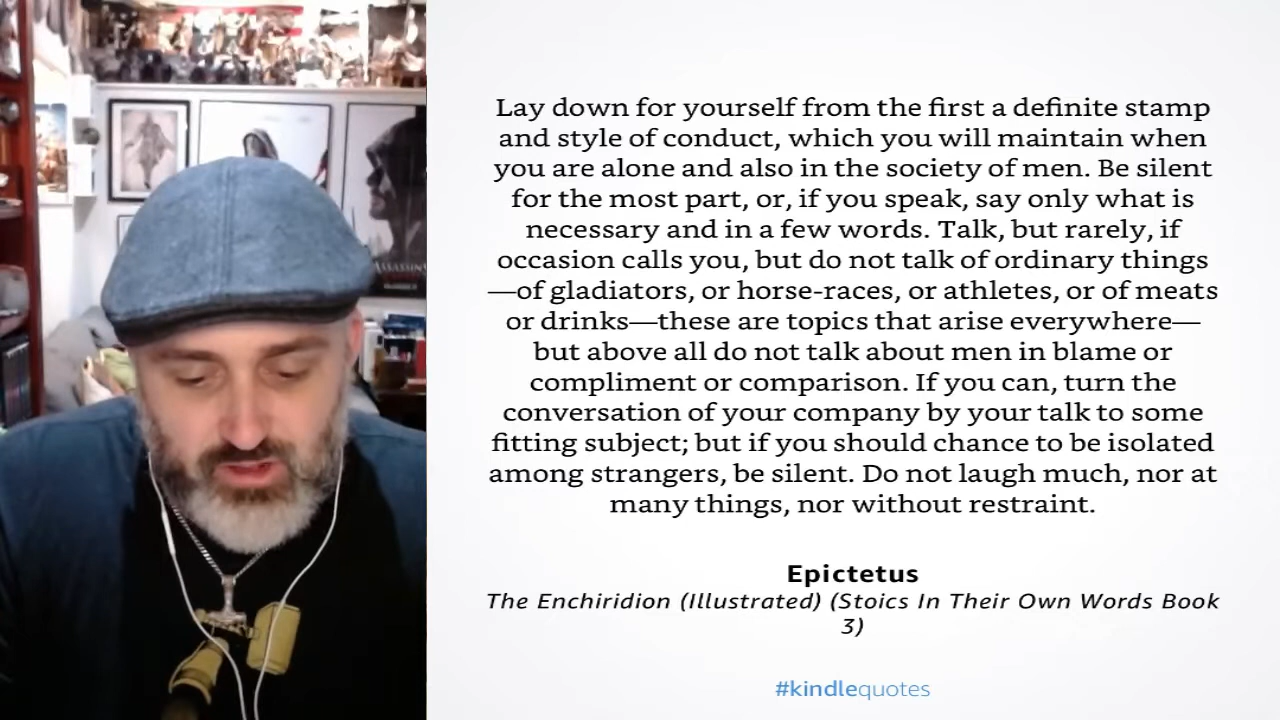 Lay down for yourself from the first a definite stamp
and style of conduct, which you will maintain when
you are alone and also in the society of men. Be silent
for the most part, or, if you speak, say only what is
necessary and in a few words. Talk, but rarely, if
occasion calls you, but do not talk of ordinary things
—of gladiators, or horse-races, or athletes, or of meats
or drinks—these are topics that arise everywhere—
but above all do not talk about men in blame or
compliment or comparison. If you can, turn the
conversation of your company by your talk to some
fitting subject; but if you should chance to be isolated
among strangers, be silent. Do not laugh much, nor at
many things, nor without restraint.
Epictetus
The Enchiridion (Illustrated) (Stoics In Their Own Words Book
3)
#kindlequotes